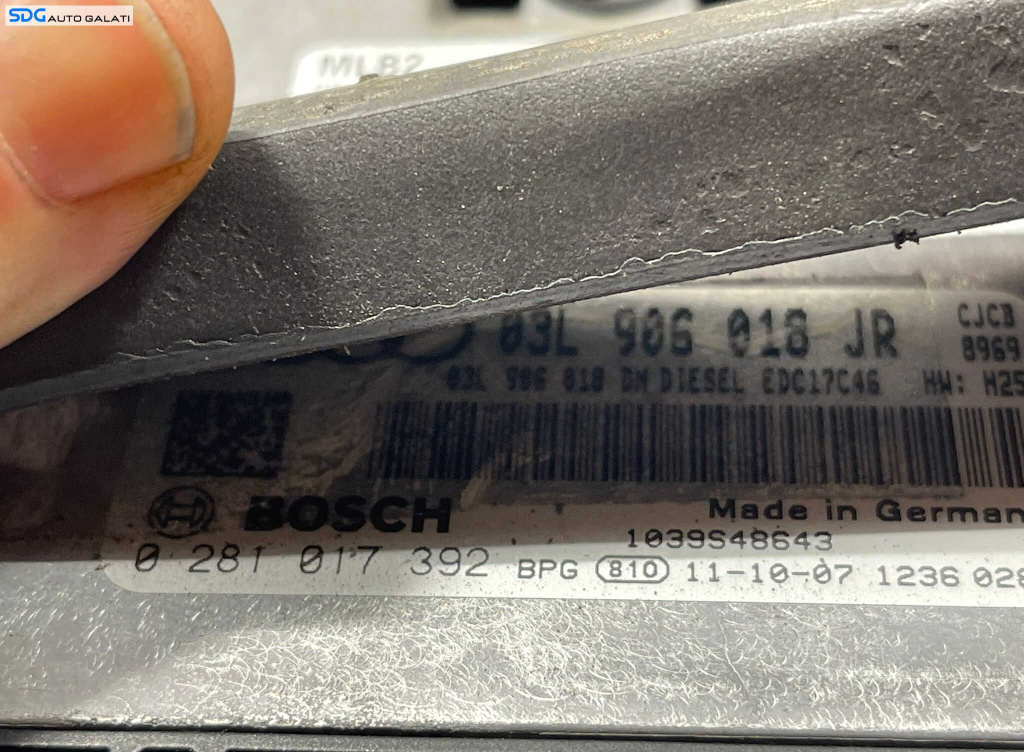 SDG AUTO GALATI
MLB2
03L 906 018 JR
CJCB
8969
03L 906 018 DM DIESEL EDC17C46 HW: H25
BOSCH
Made in German
1039S48643
0 281 017 392 BPG 810 11-10-07 1236 028